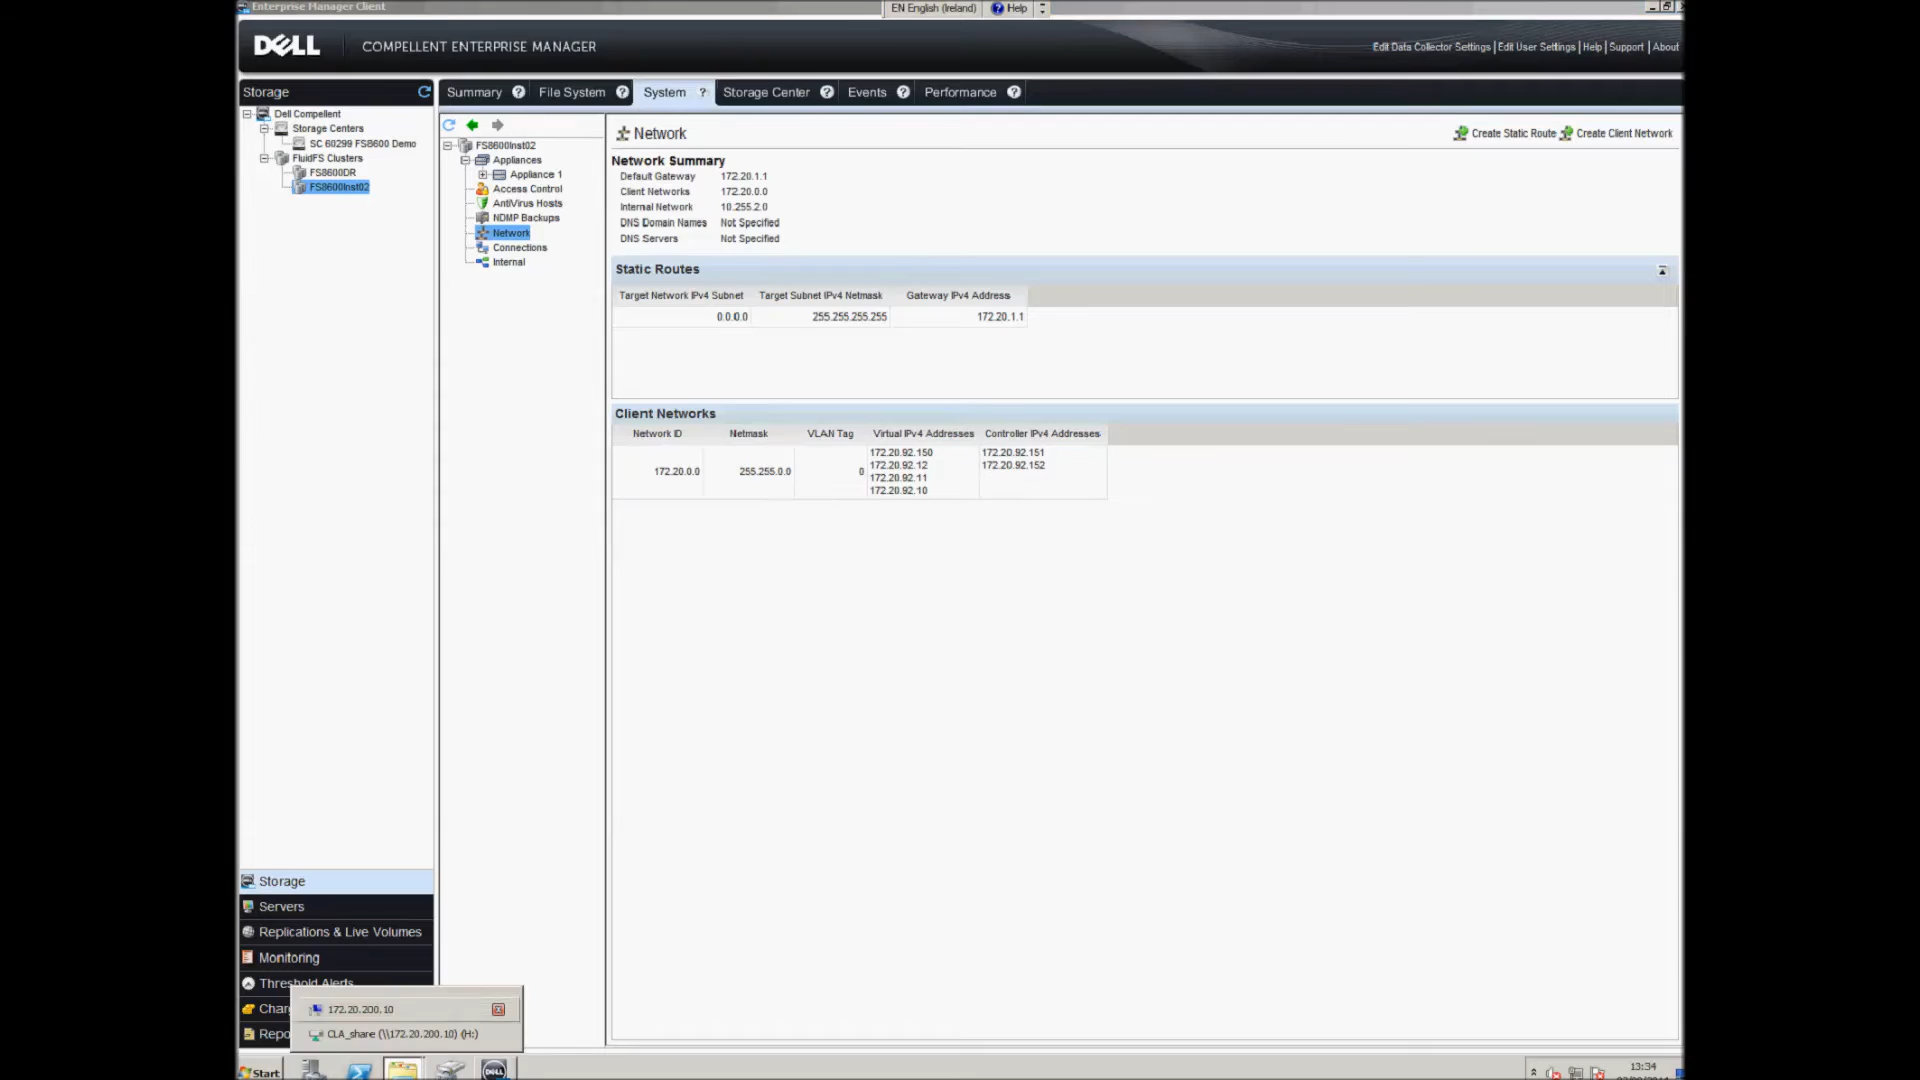 Enterprise Manager Client
EN English (Ireland) Help
DELL COMPELLENT ENTERPRISE MANAGER
Edit Data Collector Settings | Edit User Settings | Help | Support | About
Storage
Summary File System System Storage Center Events Performance
Dell Compellent
Storage Centers
SC 60299 FS8600 Demo
FluidFS Clusters
FS8600DR
FS8600Inst02
FS8600Inst02
Appliances
Appliance 1
Access Control
AntiVirus Hosts
NDMP Backups
Network
Connections
Internal
Network
Create Static Route Create Client Network
Network Summary
Default Gateway 172.20.1.1
Client Networks 172.20.0.0
Internal Network 10.255.2.0
DNS Domain Names Not Specified
DNS Servers Not Specified
Static Routes
Target Network IPv4 Subnet Target Subnet IPv4 Netmask Gateway IPv4 Address
0.0.0.0 255.255.255.255 172.20.1.1
Client Networks
Network ID Netmask VLAN Tag Virtual IPv4 Addresses Controller IPv4 Addresses
172.20.0.0 255.255.0.0 0 172.20.92.150 172.20.92.151
172.20.92.12 172.20.92.152
172.20.92.11
172.20.92.10
Storage
Servers
Replications & Live Volumes
Monitoring
Threshold Alerts
Charg
Repo
172.20.200.10
CLA_share (\\172.20.200.10) (H:)
Start
DELL
13:34